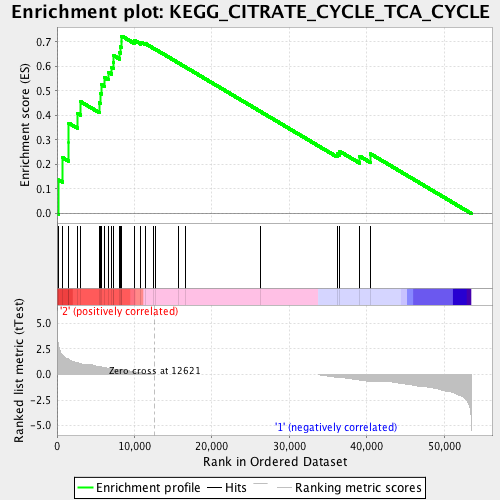 Enrichment plot: KEGG_CITRATE_CYCLE_TCA_CYCLE
Enrichment score (ES)
0.7
0.6
0.5
0.4
0.3
0.2
0.1
0.0
'2' (positively correlated)
Ranked list metric (tTest)
5.0
2.5
0.0
-2.5
-5.0
Zero cross at 12621
'1' (negatively correlated)
0 10,000 20,000 30,000 40,000 50,000
Rank in Ordered Dataset
Enrichment profile Hits Ranking metric scores